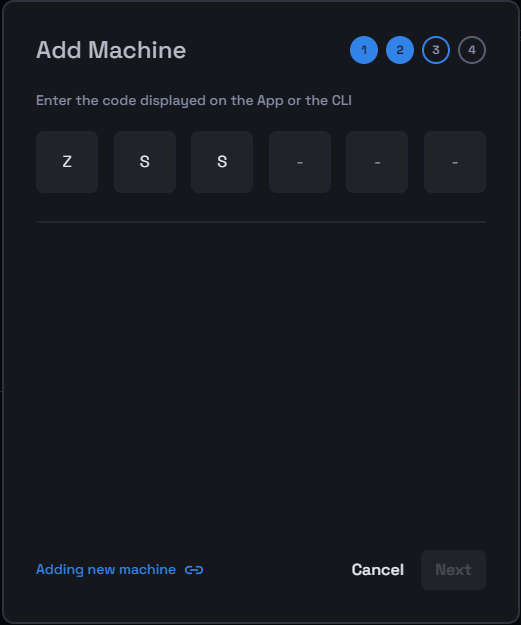 Add Machine 1 2 3 4
Enter the code displayed on the App or the CLI
Z S S - - -
Adding new machine Cancel Next